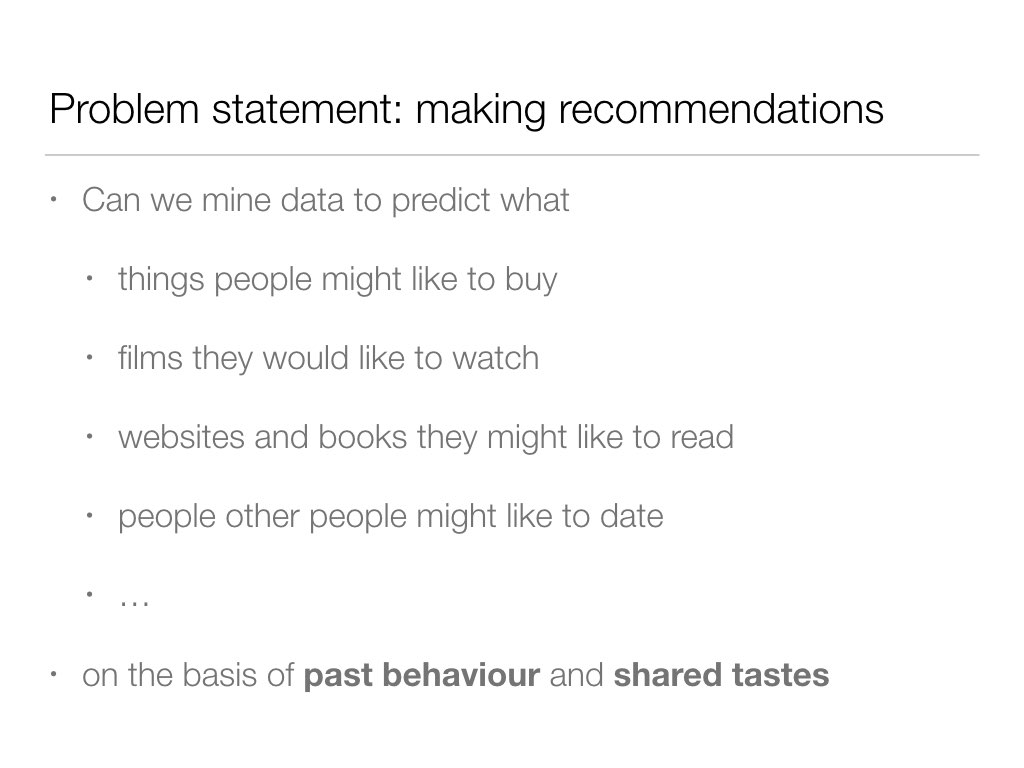 Problem statement: making recommendations
• Can we mine data to predict what
• things people might like to buy
• films they would like to watch
• websites and books they might like to read
• people other people might like to date
• …
• on the basis of past behaviour and shared tastes